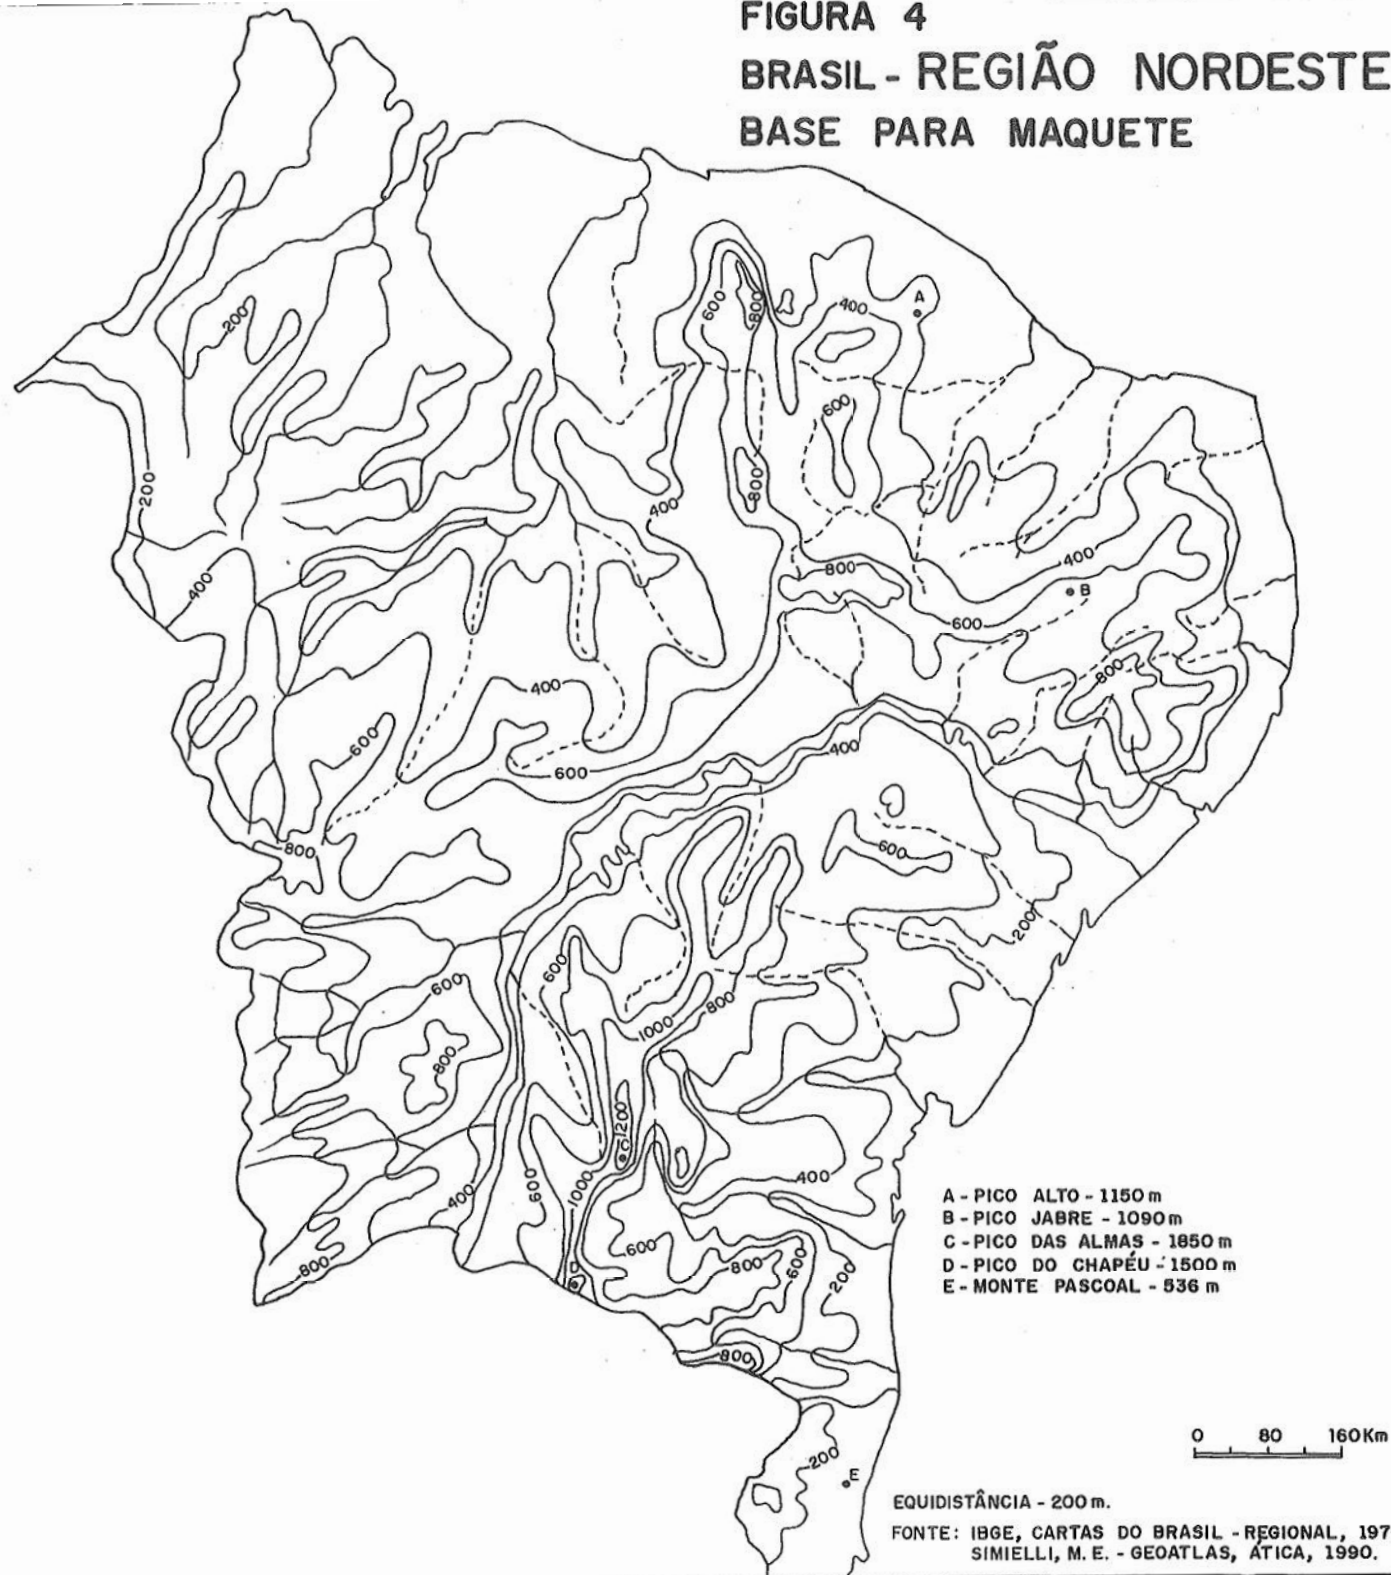 FIGURA 4
BRASIL - REGIÃO NORDESTE
BASE PARA MAQUETE
A
400
600
800
200
600
800
200
400
800
400
400
B
600
800
400
600
600
400
800
600
200
600
600
800
1000
800
1200
C
400
600
1000
400
800
D
600
800
600
200
800
200
E
A - PICO ALTO - 1150 m
B - PICO JABRE - 1090 m
C - PICO DAS ALMAS - 1850 m
D - PICO DO CHAPÉU - 1500 m
E - MONTE PASCOAL - 536 m
0 80 160Km
EQUIDISTÂNCIA - 200 m.
FONTE: IBGE, CARTAS DO BRASIL - REGIONAL, 197
SIMIELLI, M. E. - GEOATLAS, ÁTICA, 1990.